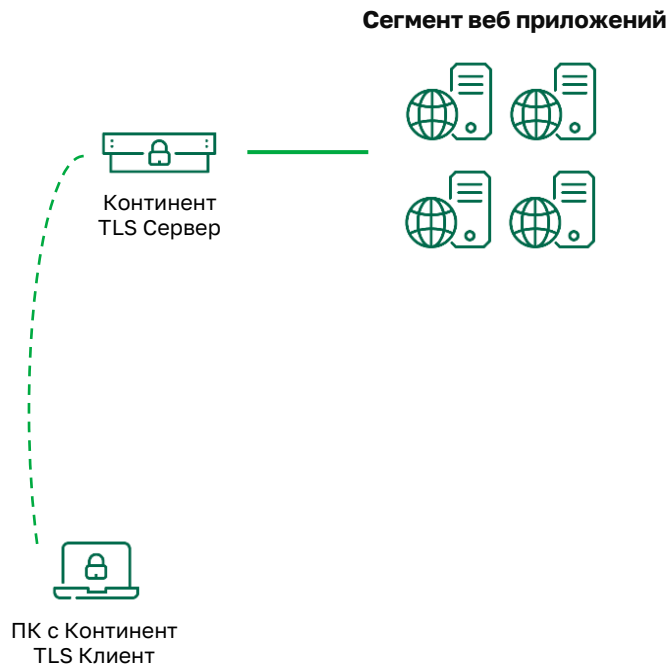 Сегмент веб приложений
Континент
TLS Сервер
ПК с Континент
TLS Клиент